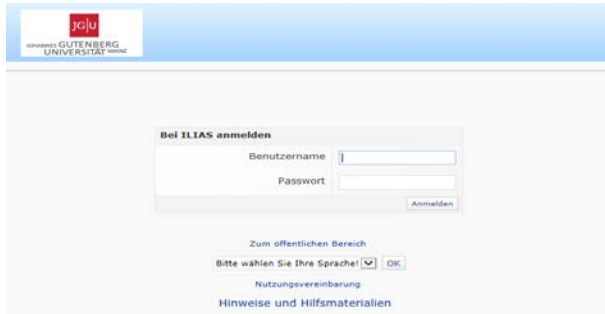 JG|U
JOHANNES GUTENBERG
UNIVERSITÄT MAINZ
Bei ILIAS anmelden
Benutzername
Passwort
Anmelden
Zum öffentlichen Bereich
Bitte wählen Sie Ihre Sprache! OK
Nutzungsvereinbarung
Hinweise und Hilfsmaterialien